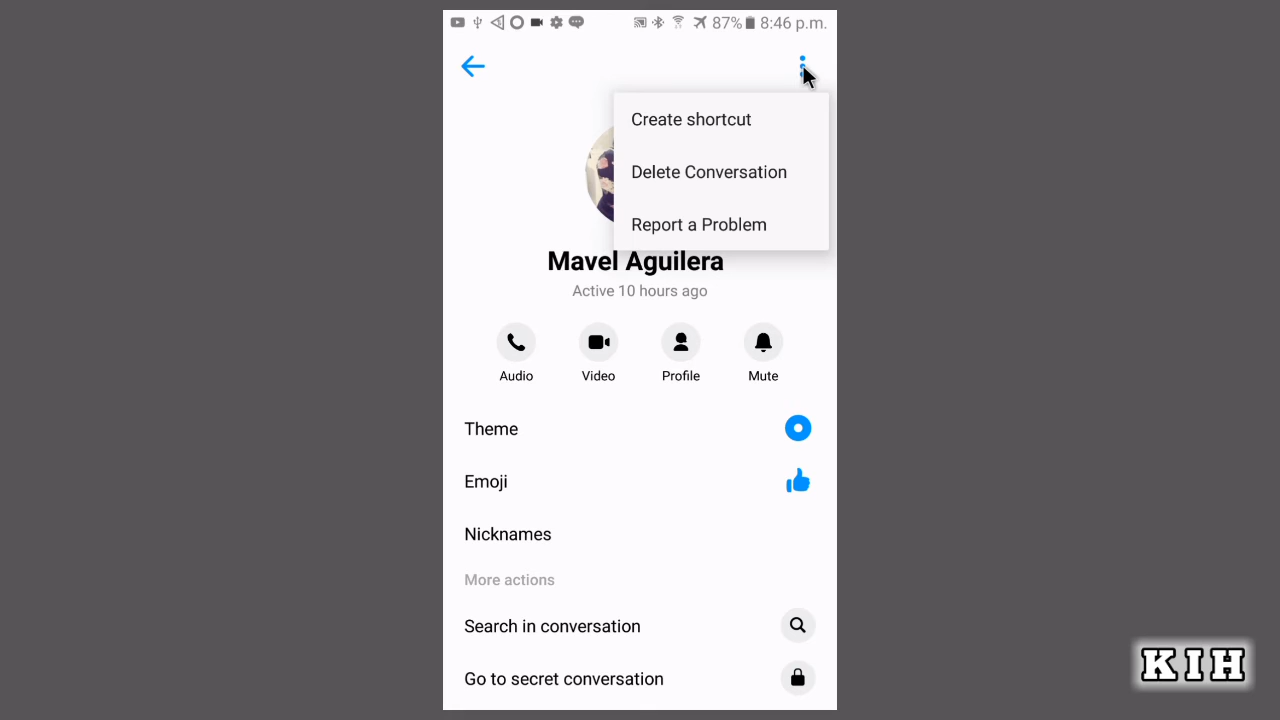 87% 8:46 p.m.
Create shortcut
Delete Conversation
Report a Problem
Mavel Aguilera
Active 10 hours ago
Audio Video Profile Mute
Theme
Emoji
Nicknames
More actions
Search in conversation
Go to secret conversation
KIH